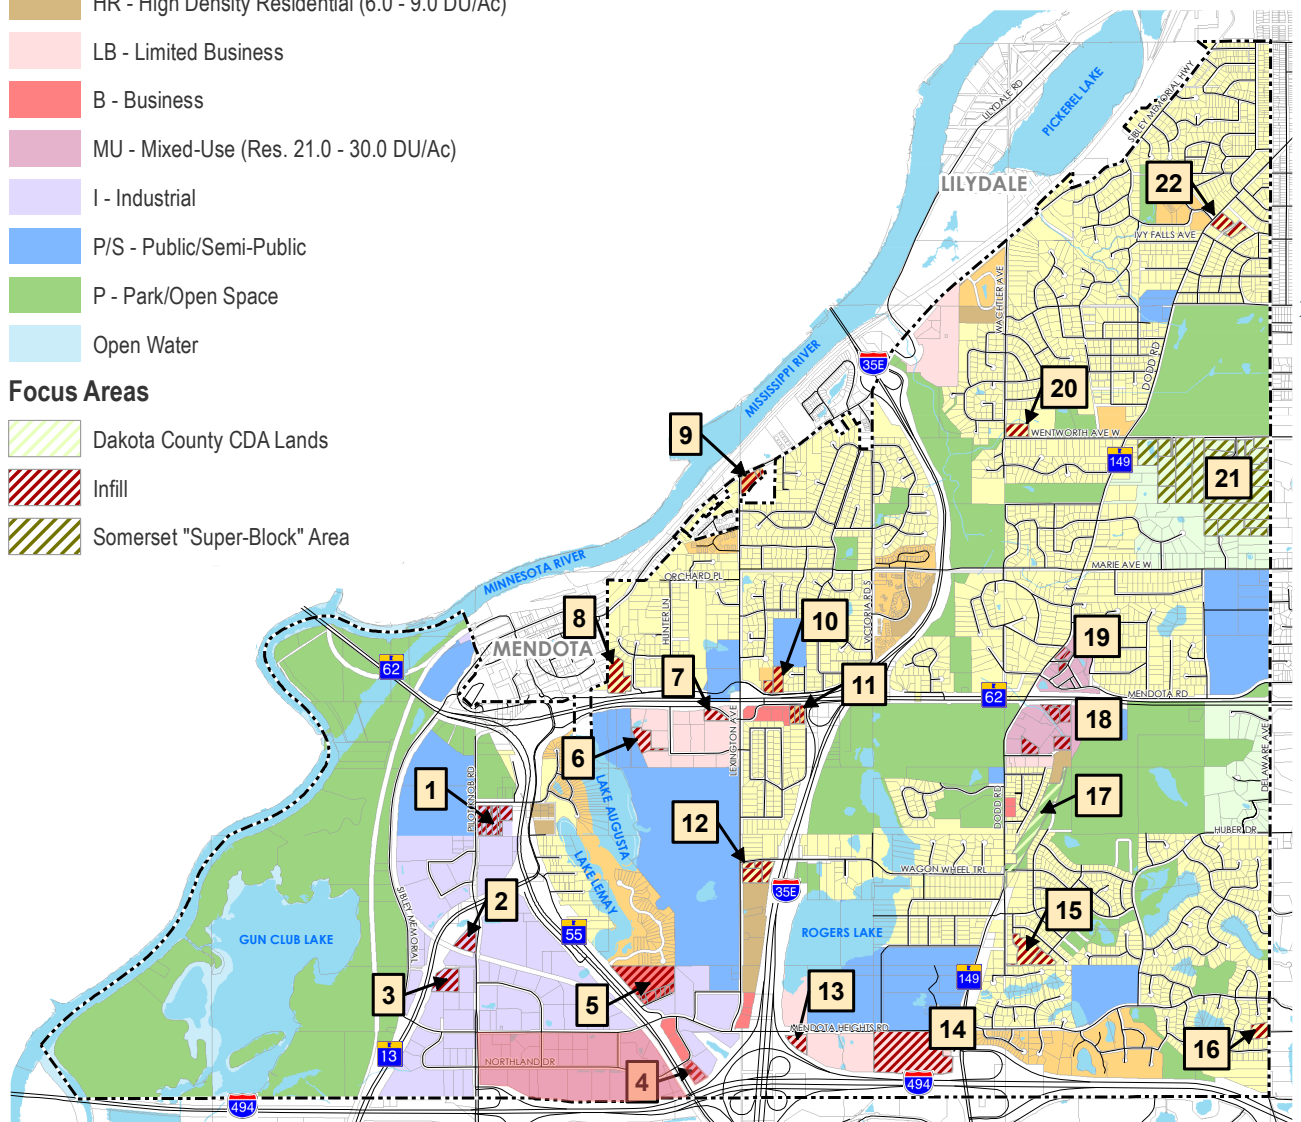 HR - High Density Residential (6.0 - 9.0 DU/Ac)
LB - Limited Business
B - Business
MU - Mixed-Use (Res. 21.0 - 30.0 DU/Ac)
I - Industrial
P/S - Public/Semi-Public
P - Park/Open Space
Open Water
Focus Areas
Dakota County CDA Lands
Infill
Somerset "Super-Block" Area
LILYDALE RD
PICKEREL LAKE
SIBLEY MEMORIAL HWY
LILYDALE
22
IVY FALLS AVE
WACHTLER AVE
MISSISSIPPI RIVER
35E
DODD RD
20
WENTWORTH AVE W
9
149
21
MINNESOTA RIVER
ORCHARD PL
MARIE AVE W
HUNTER LN
VICTORIA RD S
8
10
MENDOTA
19
62
7
11
62
MENDOTA RD
18
LEXINGTON AVE
6
DELAWARE AVE
1
PILOT KNOB RD
LAKE AUGUSTA
17
DODD RD
12
HUBER DR
LAKE LEMAY
WAGON WHEEL TRL
35E
2
SIBLEY MEMORIAL
15
55
GUN CLUB LAKE
ROGERS LAKE
149
3
5
13
14
MENDOTA HEIGHTS RD
16
13
NORTHLAND DR
4
494
494